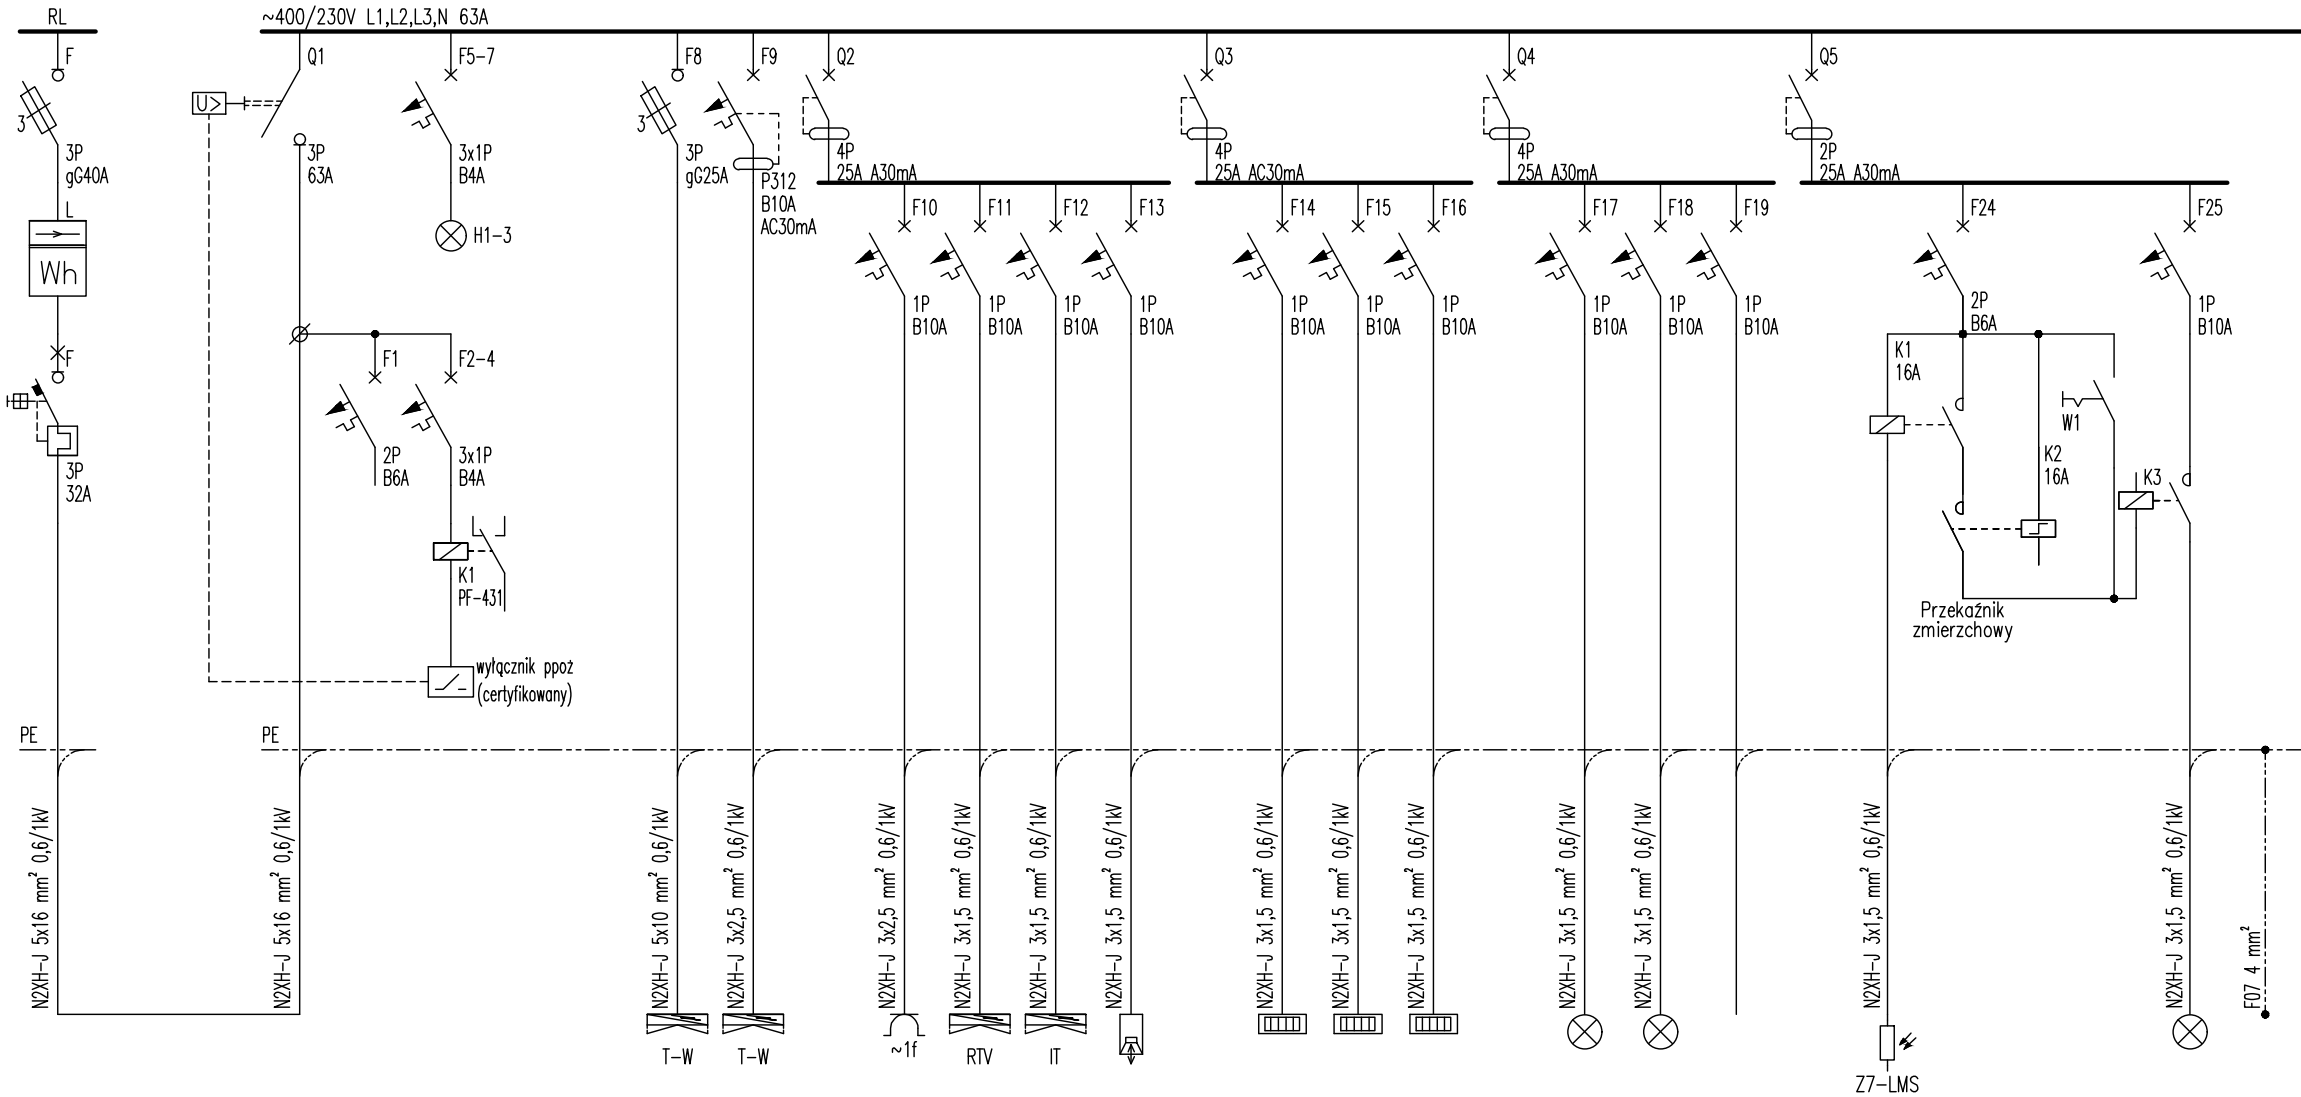 RL
~400/230V L1,L2,L3,N 63A
F
Q1
F5-7
F8
F9
Q2
Q3
Q4
Q5
U>
3
3P
gG40A
3P
63A
3x1P
B4A
3
3P
gG25A
P312
B10A
AC30mA
4P
25A A30mA
4P
25A AC30mA
4P
25A A30mA
2P
25A A30mA
L
Wh
H1-3
F10
F11
F12
F13
F14
F15
F16
F17
F18
F19
F24
F25
1P
B10A
1P
B10A
1P
B10A
1P
B10A
1P
B10A
1P
B10A
1P
B10A
1P
B10A
1P
B10A
1P
B10A
2P
B6A
1P
B10A
F
F1
F2-4
K1
16A
W1
3P
32A
2P
B6A
3x1P
B4A
K2
16A
K3
K1
PF-431
Przekaźnik
zmierzchowy
wyłącznik ppoż
(certyfikowany)
PE
PE
N2XH-J 5x16 mm² 0,6/1kV
N2XH-J 5x16 mm² 0,6/1kV
N2XH-J 5x10 mm² 0,6/1kV
N2XH-J 3x2,5 mm² 0,6/1kV
N2XH-J 3x2,5 mm² 0,6/1kV
N2XH-J 3x1,5 mm² 0,6/1kV
N2XH-J 3x1,5 mm² 0,6/1kV
N2XH-J 3x1,5 mm² 0,6/1kV
N2XH-J 3x1,5 mm² 0,6/1kV
N2XH-J 3x1,5 mm² 0,6/1kV
N2XH-J 3x1,5 mm² 0,6/1kV
N2XH-J 3x1,5 mm² 0,6/1kV
N2XH-J 3x1,5 mm² 0,6/1kV
N2XH-J 3x1,5 mm² 0,6/1kV
N2XH-J 3x1,5 mm² 0,6/1kV
F07 4 mm²
T-W
T-W
~1f
RTV
IT
Z7-LMS